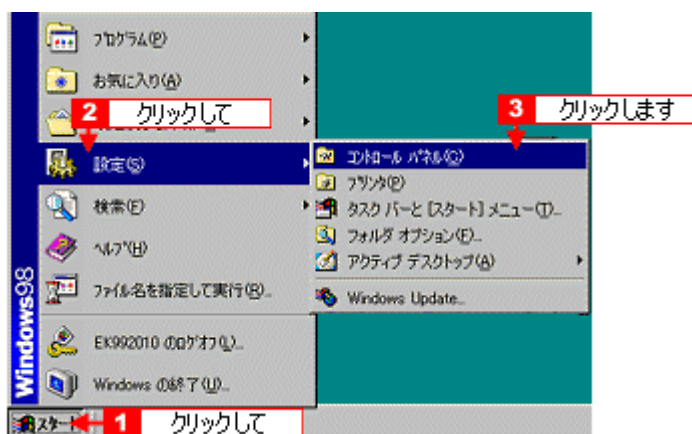 プログラム(P)
お気に入り(A)
2 クリックして
設定(S)
検索(F)
ヘルプ(H)
ファイル名を指定して実行(R)...
EK992010 のログオフ(L)...
Windows の終了(U)...
Windows98
スタート
1 クリックして
3 クリックします
コントロール パネル(C)
プリンタ(P)
タスク バーと [スタート] メニュー(T)...
フォルダ オプション(F)...
アクティブ デスクトップ(A)
Windows Update...